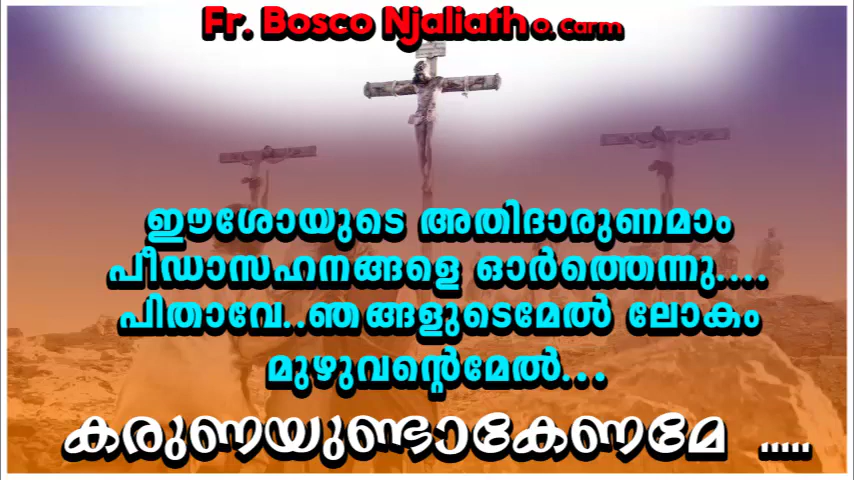 Fr. Bosco Njaliath O. Carm
ഈശോയുടെ അതിദാരുണമാം
പീഡാസഹനങ്ങളെ ഓർത്തെന്നു....
പിതാവേ..ഞങ്ങളുടെമേൽ ലോകം
മുഴുവന്റെമേൽ...
കരുണയുണ്ടാകേണമേ .....